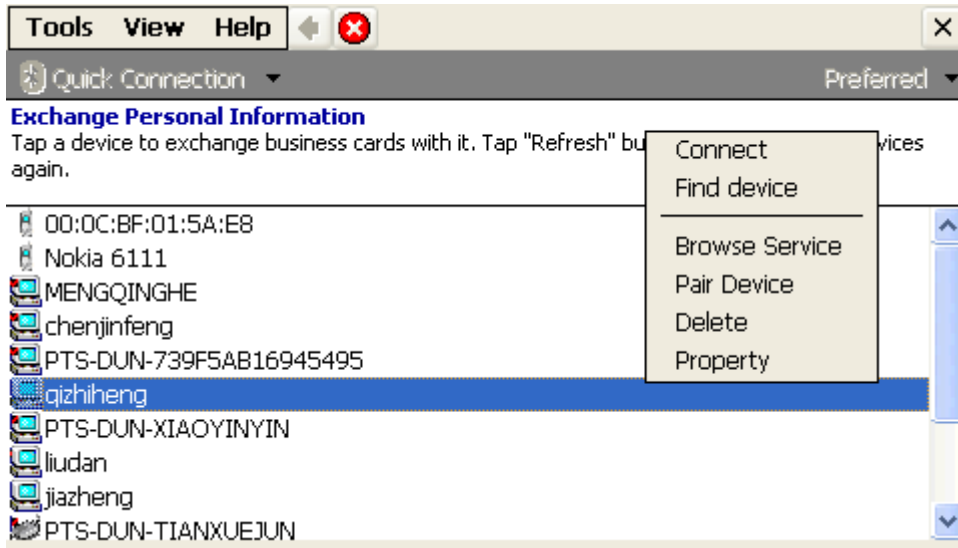 Tools View Help
Quick Connection Preferred
Exchange Personal Information
Tap a device to exchange business cards with it. Tap "Refresh" bu vices
again.
Connect
Find device
Browse Service
Pair Device
Delete
Property
00:0C:BF:01:5A:E8
Nokia 6111
MENGQINGHE
chenjinfeng
PTS-DUN-739F5AB16945495
qizhiheng
PTS-DUN-XIAOYINYIN
liudan
jiazheng
PTS-DUN-TIANXUEJUN